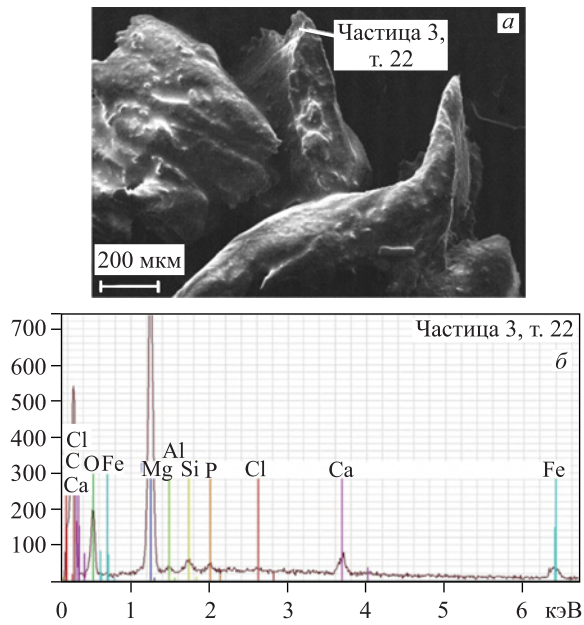 Частица 3,
т. 22
а
200 мкм
Частица 3, т. 22
б
700
600
500
400
300
200
100
Cl
C
Ca
O
Fe
Mg
Al
Si
P
Cl
Ca
Fe
0 1 2 3 4 5 6 кэВ